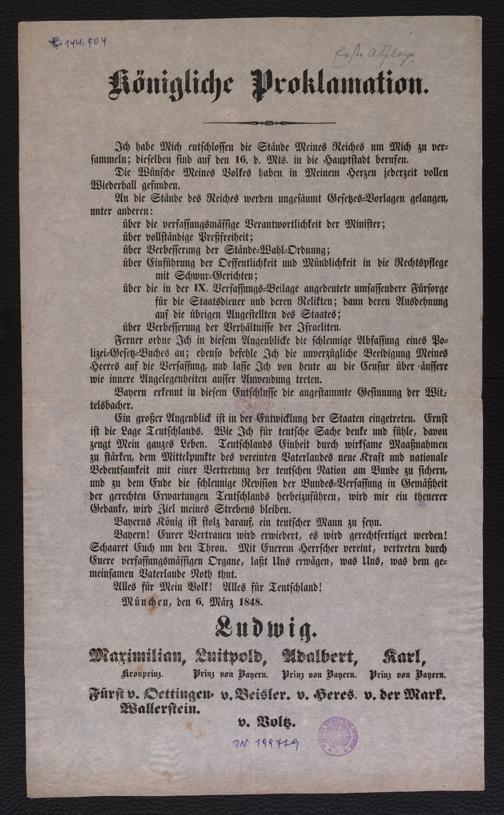 144.904
Königliche Proklamation.
Ich habe Mich entschlossen die Stände Meines Reiches um Mich zu ver-
sammeln; dieselben sind auf den 16. d. Mts. in die Hauptstadt berufen.
Die Wünsche Meines Volkes haben in Meinem Herzen jederzeit vollen
Wiederhall gefunden.
An die Stände des Reiches werden ungesäumt Gesetzes-Vorlagen gelangen,
unter anderen:
über die verfassungsmässige Verantwortlichkeit der Minister;
über vollständige Preßfreiheit;
über Verbesserung der Stände-Wahl-Ordnung;
über Einführung der Oeffentlichkeit und Mündlichkeit in die Rechtspflege
mit Schwur-Gerichten;
über die in der IX. Verfassungs-Beilage angedeutete umfassendere Fürsorge
für die Staatsdiener und deren Relikten; dann deren Ausdehnung
auf die übrigen Angestellten des Staates;
über Verbesserung der Verhältnisse der Israeliten.
Ferner ordne Ich in diesem Augenblicke die schleunige Abfassung eines Po-
lizei-Gesetz-Buches an; ebenso befehle Ich die unverzügliche Beeidigung Meines
Heeres auf die Verfassung, und lasse Ich von heute an die Censur über äussere
wie innere Angelegenheiten ausser Anwendung treten.
Bayern erkennt in diesem Entschlusse die angestammte Gesinnung der Wit-
telsbacher.
Ein großer Augenblick ist in der Entwicklung der Staaten eingetreten. Ernst
ist die Lage Teutschlands. Wie Ich für teutsche Sache denke und fühle, davon
zeugt Mein ganzes Leben. Teutschlands Einheit durch wirksame Maaßnahmen
zu stärken, dem Mittelpunkte des vereinten Vaterlandes neue Kraft und nationale
Bedeutsamkeit mit einer Vertretung der teutschen Nation am Bunde zu sichern,
und zu dem Ende die schleunige Revision der Bundes-Verfassung in Gemäßheit
der gerechten Erwartungen Teutschlands herbeizuführen, wird mir ein theuerer
Gedanke, wird Ziel meines Strebens bleiben.
Bayerns König ist stolz darauf, ein teutscher Mann zu seyn.
Bayern! Eurer Vertrauen wird erwiedert, es wird gerechtfertiget werden!
Schaaret Euch um den Thron. Mit Euerem Herrscher vereint, vertreten durch
Euere verfassungsmässigen Organe, laßt Uns erwägen, was Uns, was dem ge-
meinsamen Vaterlande Noth thut.
Alles für Mein Volk! Alles für Teutschland!
München, den 6. März 1848.
Ludwig.
Maximilian, Luitpold, Adalbert, Karl,
Kronprinz. Prinz von Bayern. Prinz von Bayern. Prinz von Bayern.
Fürst v. Oettingen- v. Beisler. v. Heres. v. der Mark.
Wallerstein.
v. Voltz.